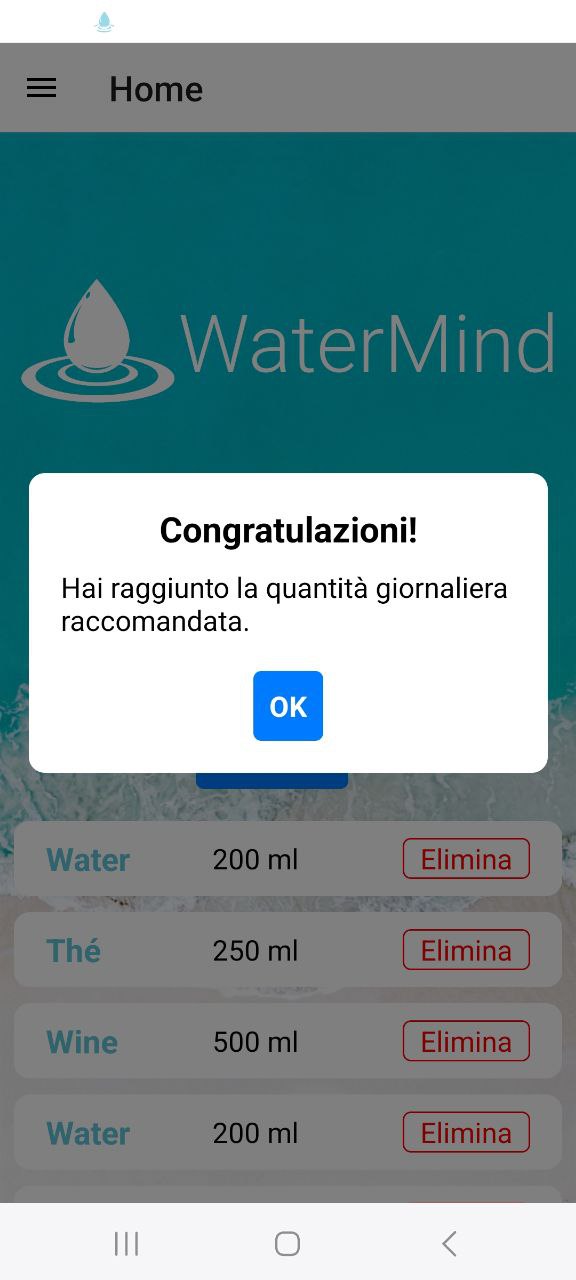 Home
WaterMind
Congratulazioni!
Hai raggiunto la quantità giornaliera
raccomandata.
OK
Water 200 ml Elimina
Thé 250 ml Elimina
Wine 500 ml Elimina
Water 200 ml Elimina